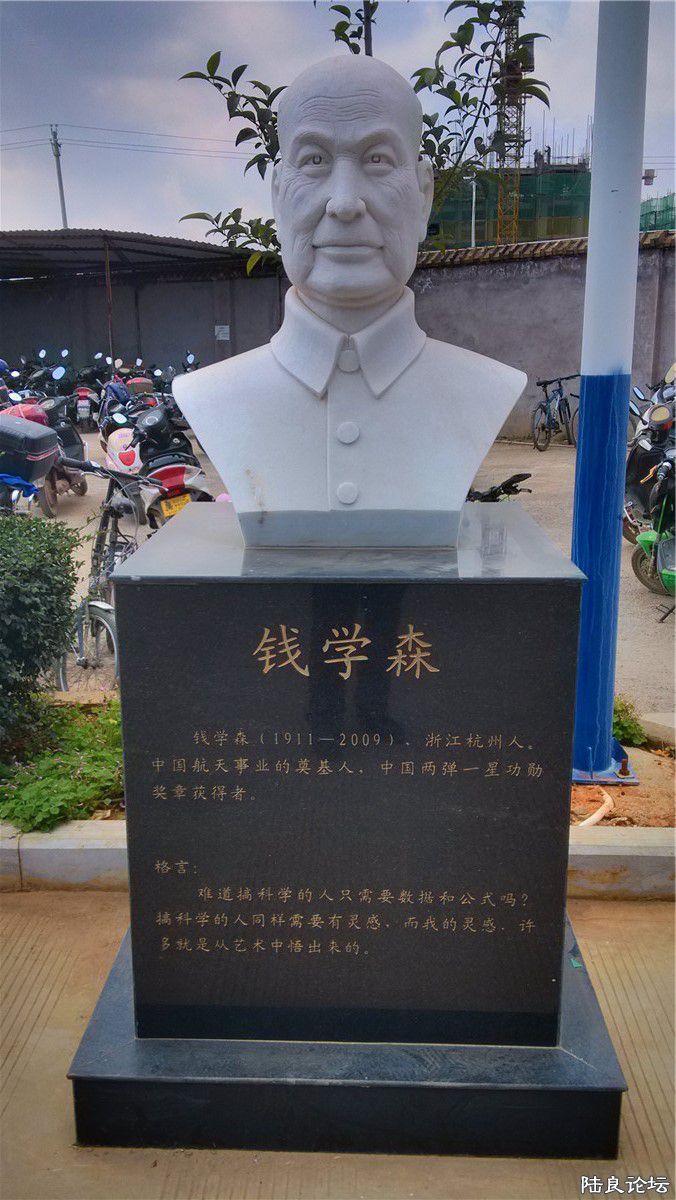 钱学森
钱学森（1911—2009），浙江杭州人。
中国航天事业的奠基人，中国两弹一星功勋
奖章获得者。
格言：
难道搞科学的人只需要数据和公式吗？
搞科学的人同样需要有灵感，而我的灵感，许
多就是从艺术中悟出来的。
陆良论坛